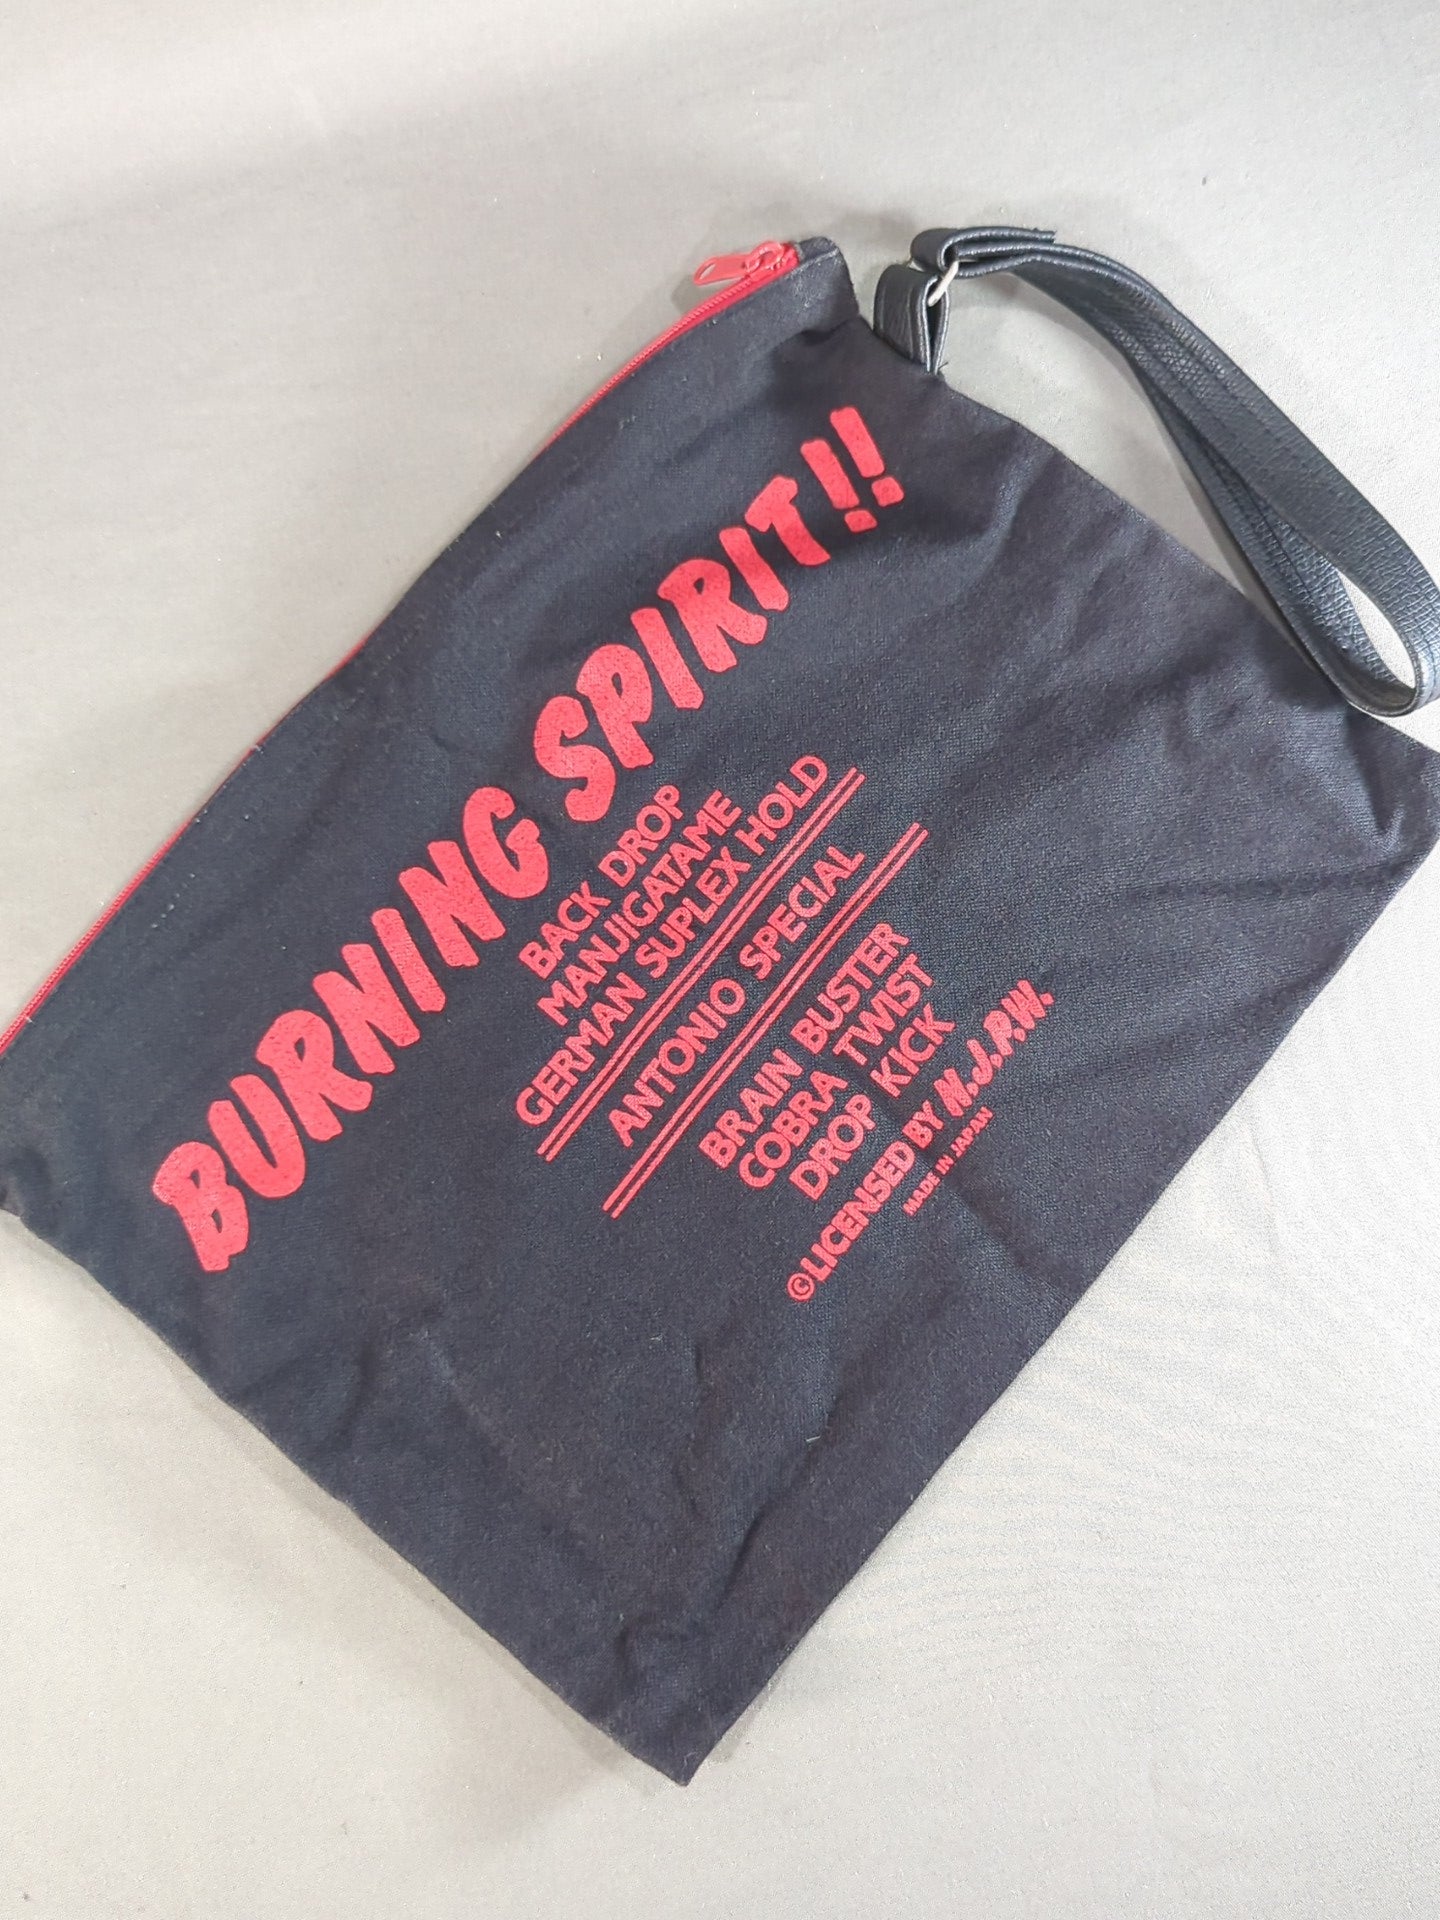 BURNING SPIRIT!!
BACK DROP
MANJIGATAME
GERMAN SUPLEX HOLD
ANTONIO SPECIAL
BRAIN BUSTER
COBRA TWIST
DROP KICK
©LICENSED BY N.J.P.W.
MADE IN JAPAN